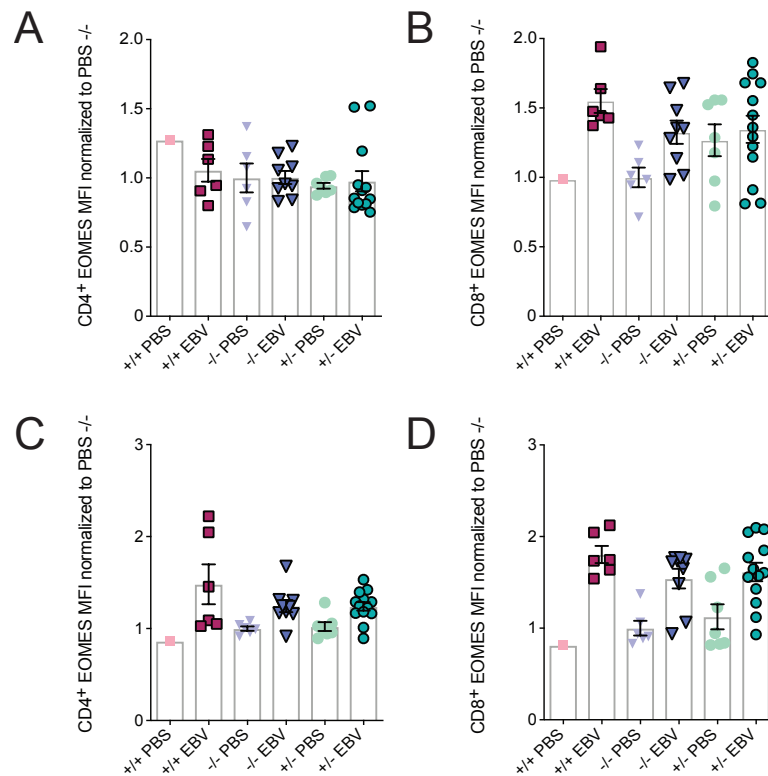 A
CD4+ EOMES MFI normalized to PBS -/-
2.0
1.5
1.0
0.5
0
+/+ PBS
+/+ EBV
-/- PBS
-/- EBV
+/- PBS
+/- EBV
B
CD8+ EOMES MFI normalized to PBS -/-
2.0
1.5
1.0
0.5
0
+/+ PBS
+/+ EBV
-/- PBS
-/- EBV
+/- PBS
+/- EBV
C
CD4+ EOMES MFI normalized to PBS -/-
3
2
1
0
+/+ PBS
+/+ EBV
-/- PBS
-/- EBV
+/- PBS
+/- EBV
D
CD8+ EOMES MFI normalized to PBS -/-
3
2
1
0
+/+ PBS
+/+ EBV
-/- PBS
-/- EBV
+/- PBS
+/- EBV